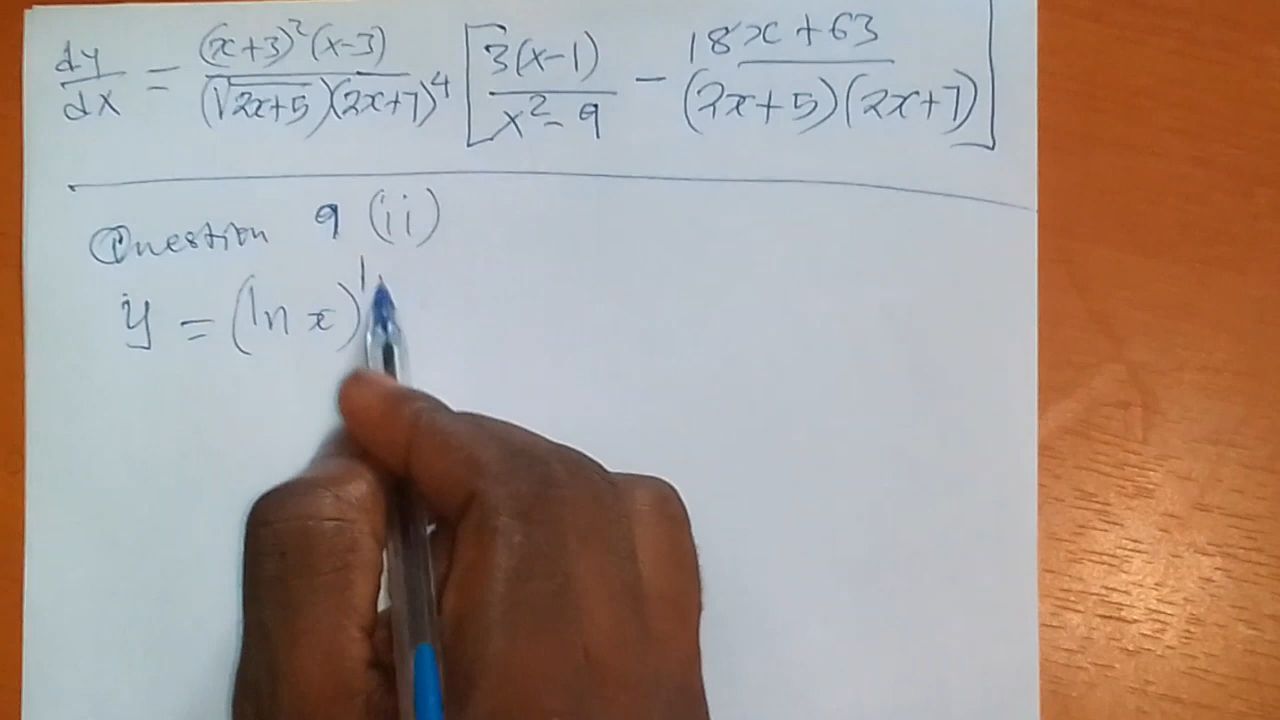 dy/dx = (x+3)²(x-3)/(√2x+5)(2x+7)⁴ [3(x-1)/x²-9 - 18x+63/(2x+5)(2x+7)]
Question 9 (ii)
y = (ln x)^l